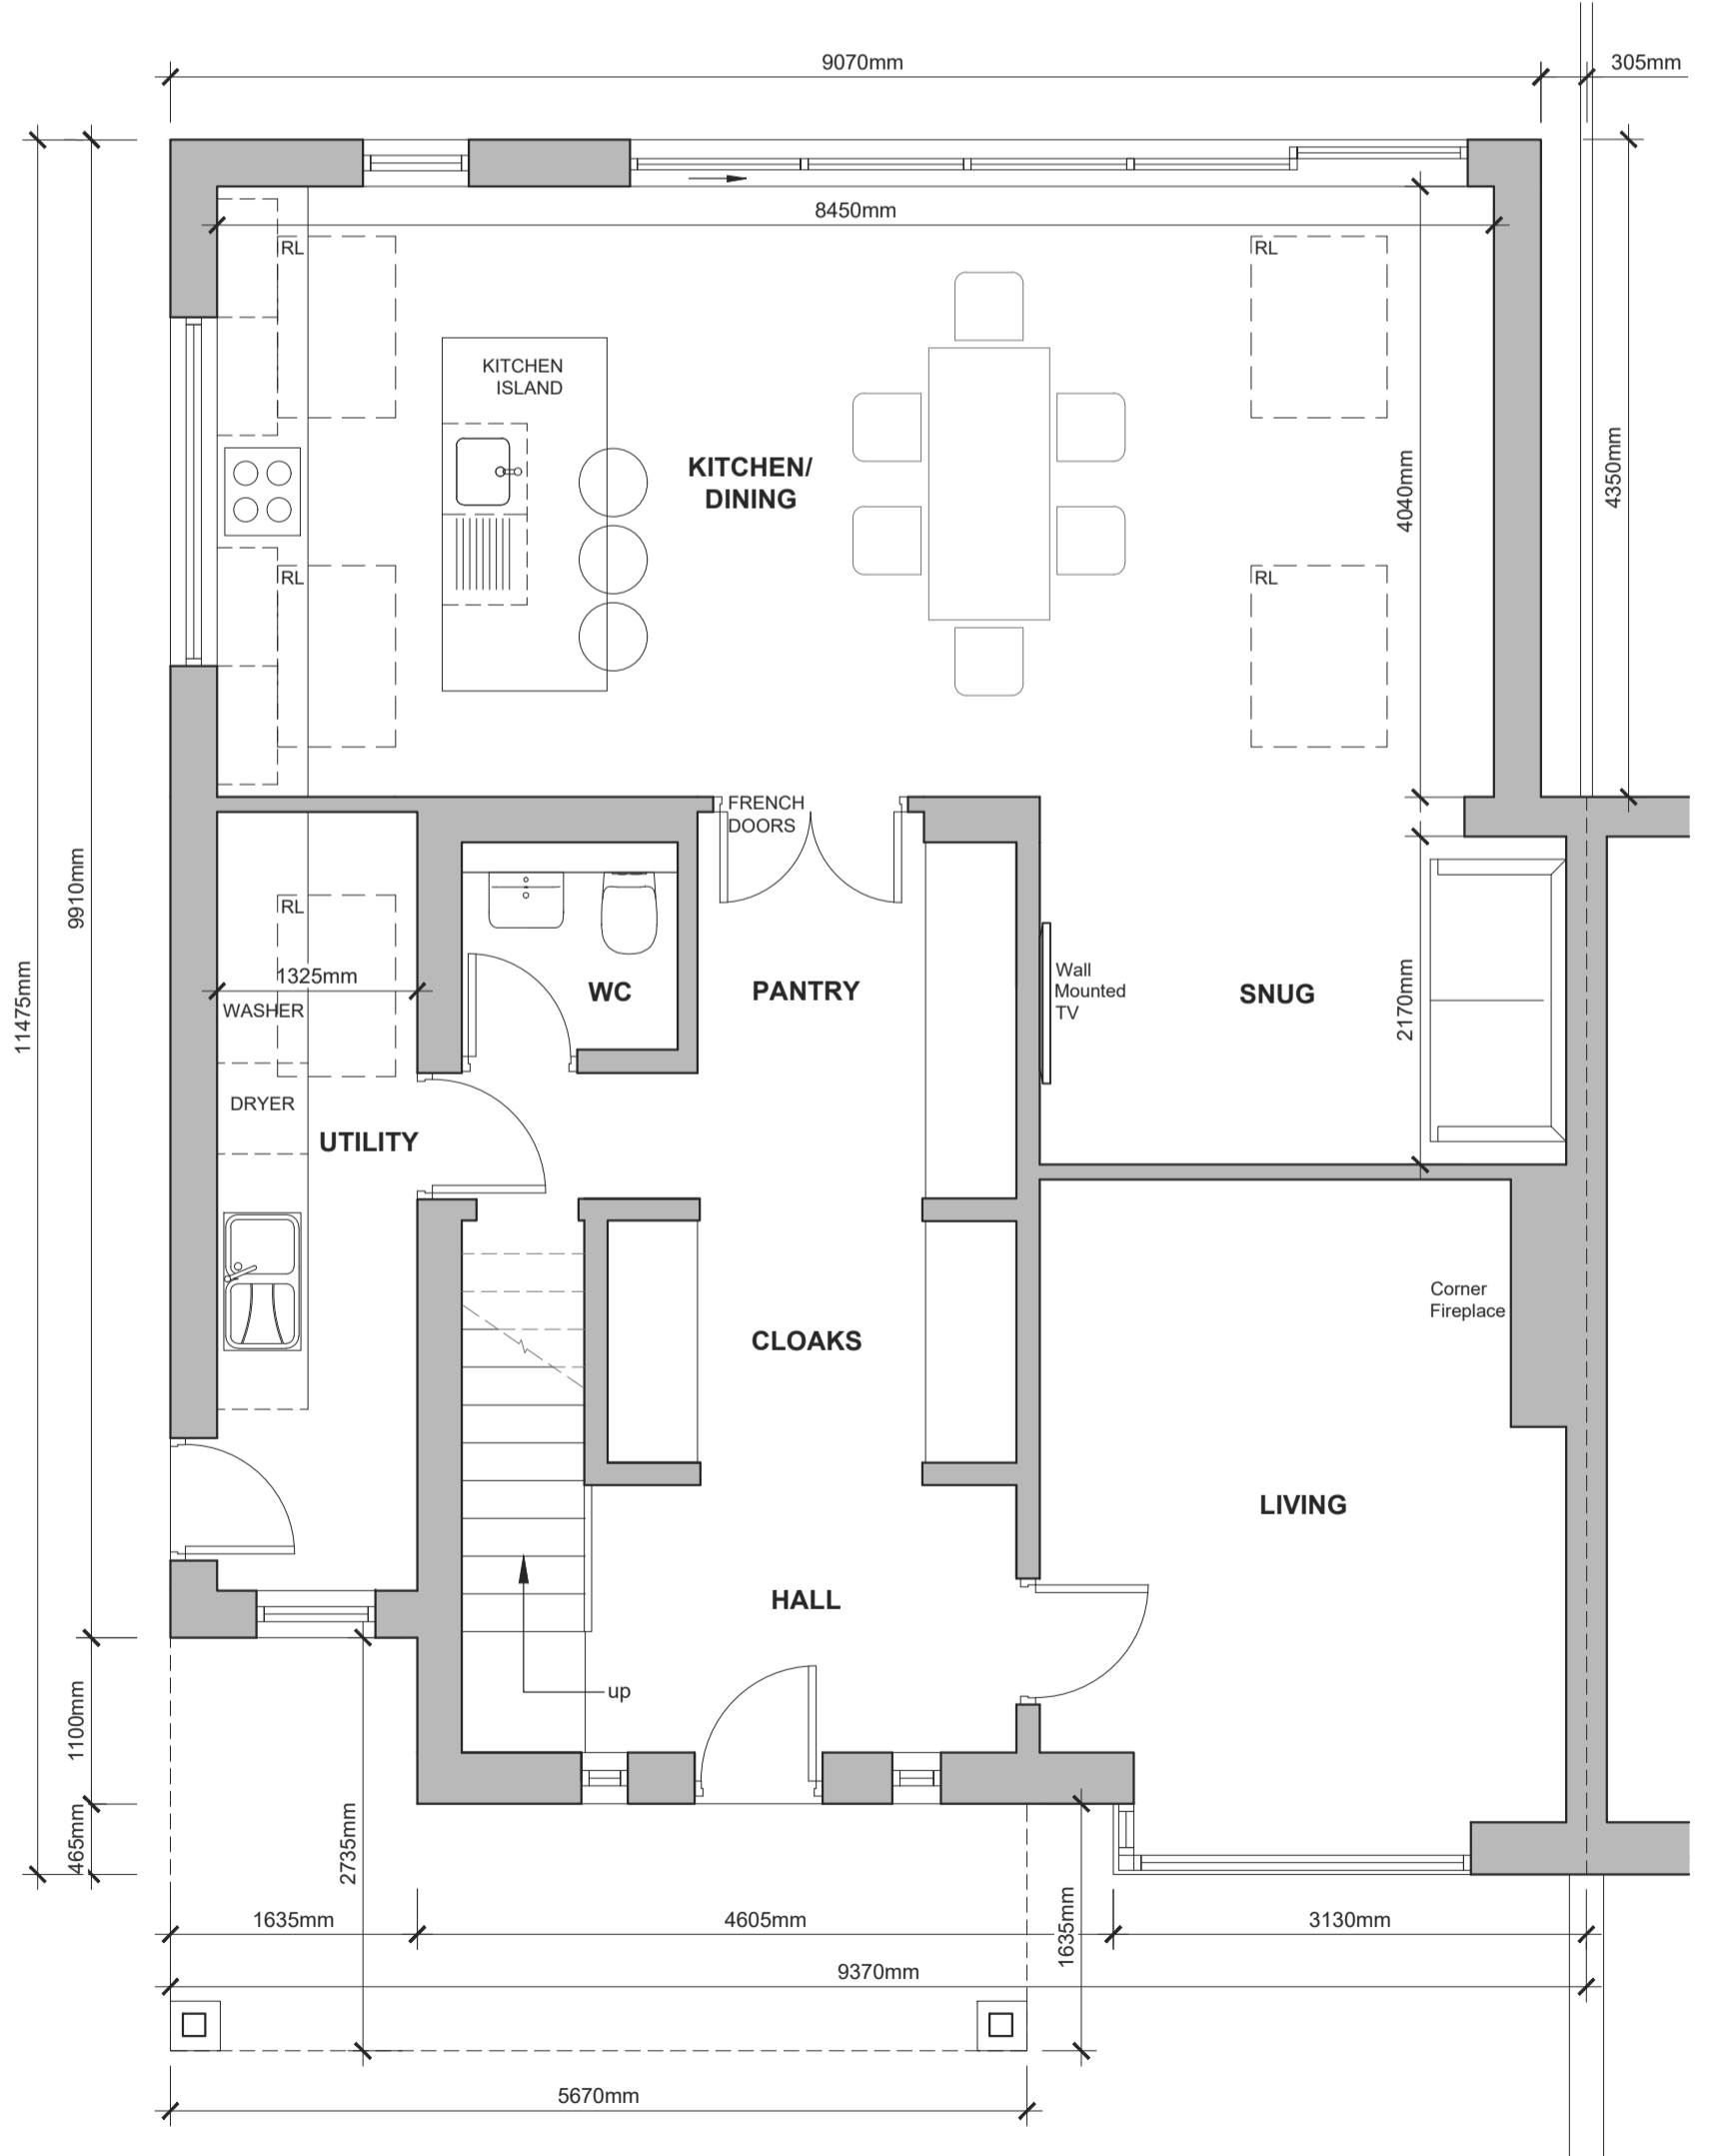 9070mm
305mm
8450mm
RL
RL
KITCHEN
ISLAND
KITCHEN/
DINING
4040mm
4350mm
RL
RL
FRENCH
DOORS
9910mm
11475mm
RL
1325mm
WASHER
DRYER
UTILITY
WC
PANTRY
Wall
Mounted
TV
SNUG
2170mm
Corner
Fireplace
CLOAKS
LIVING
HALL
up
1100mm
465mm
2735mm
1635mm
1635mm
4605mm
3130mm
9370mm
5670mm